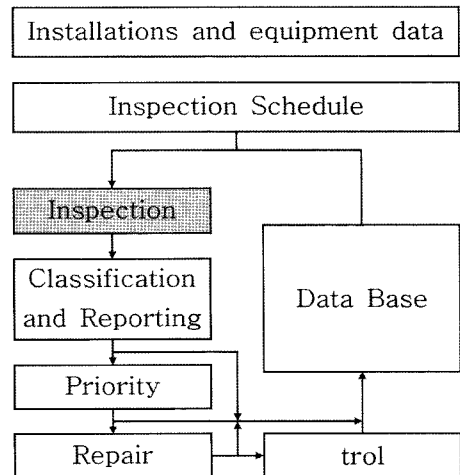 Installations and equipment data
Inspection Schedule
Inspection
Classification
and Reporting
Data Base
Priority
Repair
trol